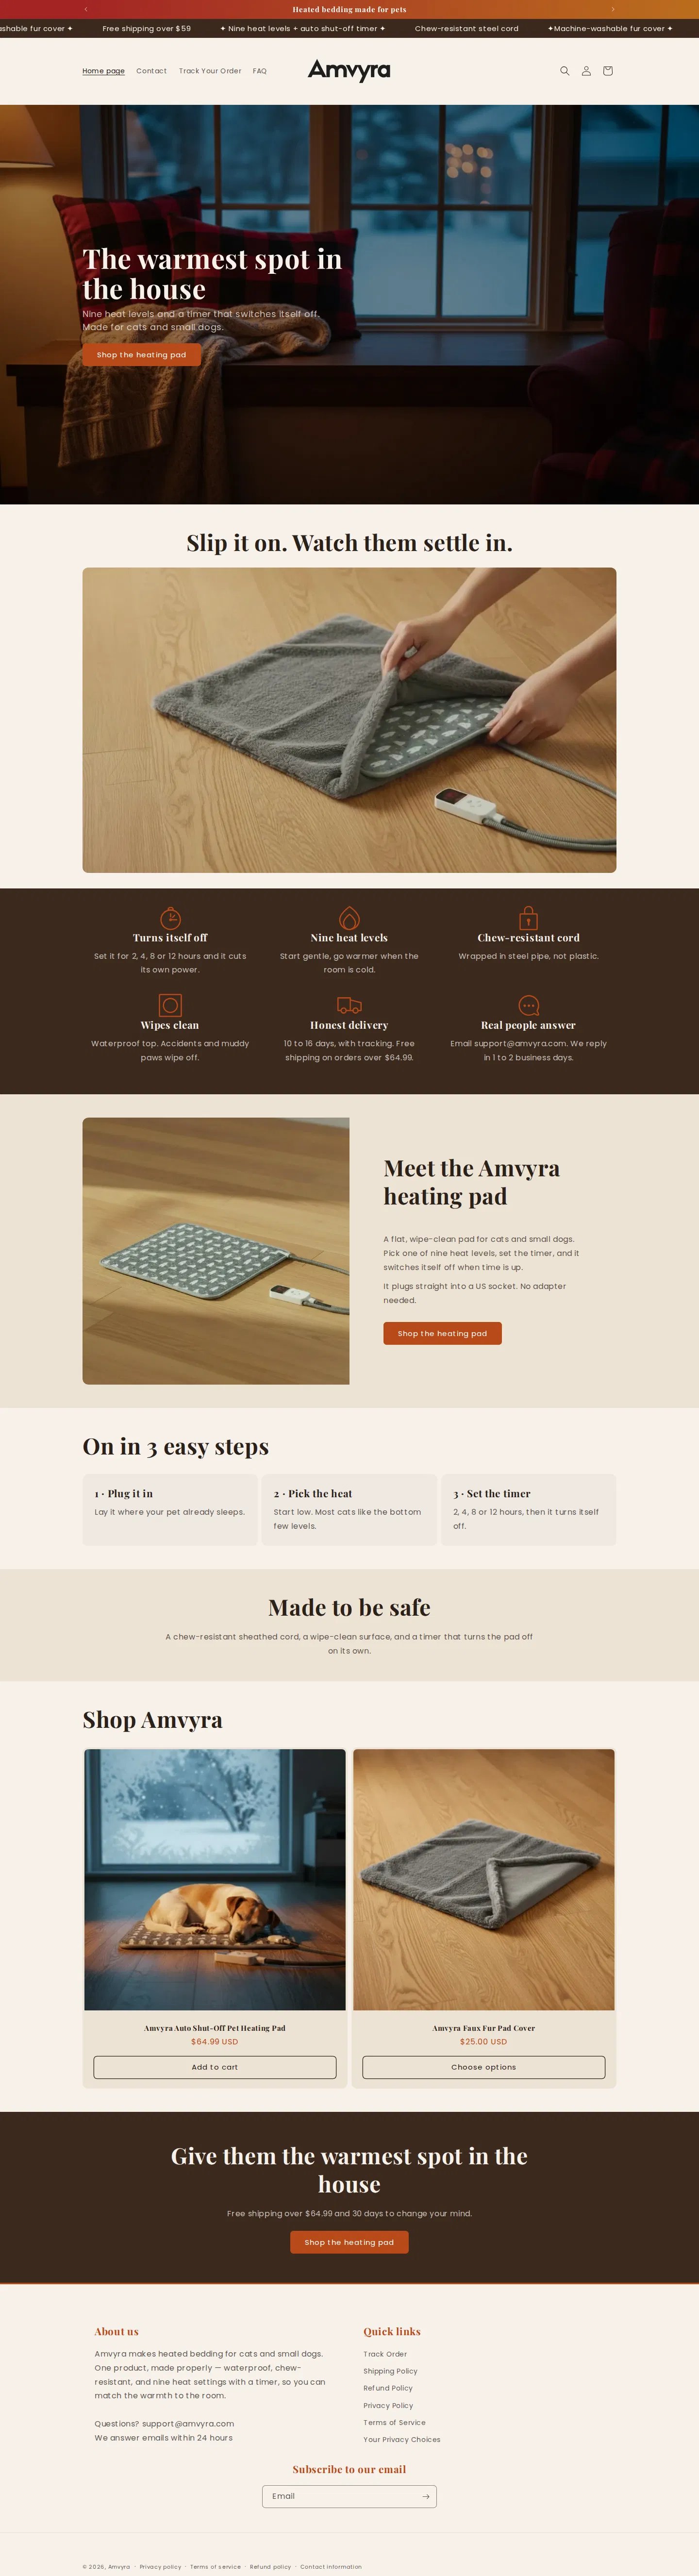 Heated bedding made for pets
ashable fur cover ✦ Free shipping over $59 ✦ Nine heat levels + auto shut-off timer ✦ Chew-resistant steel cord ✦Machine-washable fur cover ✦
Home page Contact Track Your Order FAQ
Amvyra
The warmest spot in
the house
Nine heat levels and a timer that switches itself off.
Made for cats and small dogs.
Shop the heating pad
Slip it on. Watch them settle in.
Turns itself off
Set it for 2, 4, 8 or 12 hours and it cuts
its own power.
Nine heat levels
Start gentle, go warmer when the
room is cold.
Chew-resistant cord
Wrapped in steel pipe, not plastic.
Wipes clean
Waterproof top. Accidents and muddy
paws wipe off.
Honest delivery
10 to 16 days, with tracking. Free
shipping on orders over $64.99.
Real people answer
Email support@amvyra.com. We reply
in 1 to 2 business days.
Meet the Amvyra
heating pad
A flat, wipe-clean pad for cats and small dogs.
Pick one of nine heat levels, set the timer, and it
switches itself off when time is up.
It plugs straight into a US socket. No adapter
needed.
Shop the heating pad
On in 3 easy steps
1 · Plug it in
Lay it where your pet already sleeps.
2 · Pick the heat
Start low. Most cats like the bottom
few levels.
3 · Set the timer
2, 4, 8 or 12 hours, then it turns itself
off.
Made to be safe
A chew-resistant sheathed cord, a wipe-clean surface, and a timer that turns the pad off
on its own.
Shop Amvyra
Amvyra Auto Shut-Off Pet Heating Pad
$64.99 USD
Add to cart
Amvyra Faux Fur Pad Cover
$25.00 USD
Choose options
Give them the warmest spot in the
house
Free shipping over $64.99 and 30 days to change your mind.
Shop the heating pad
About us
Amvyra makes heated bedding for cats and small dogs.
One product, made properly — waterproof, chew-
resistant, and nine heat settings with a timer, so you can
match the warmth to the room.
Questions? support@amvyra.com
We answer emails within 24 hours
Quick links
Track Order
Shipping Policy
Refund Policy
Privacy Policy
Terms of Service
Your Privacy Choices
Subscribe to our email
Email
© 2026, Amvyra · Privacy policy · Terms of service · Refund policy · Contact information